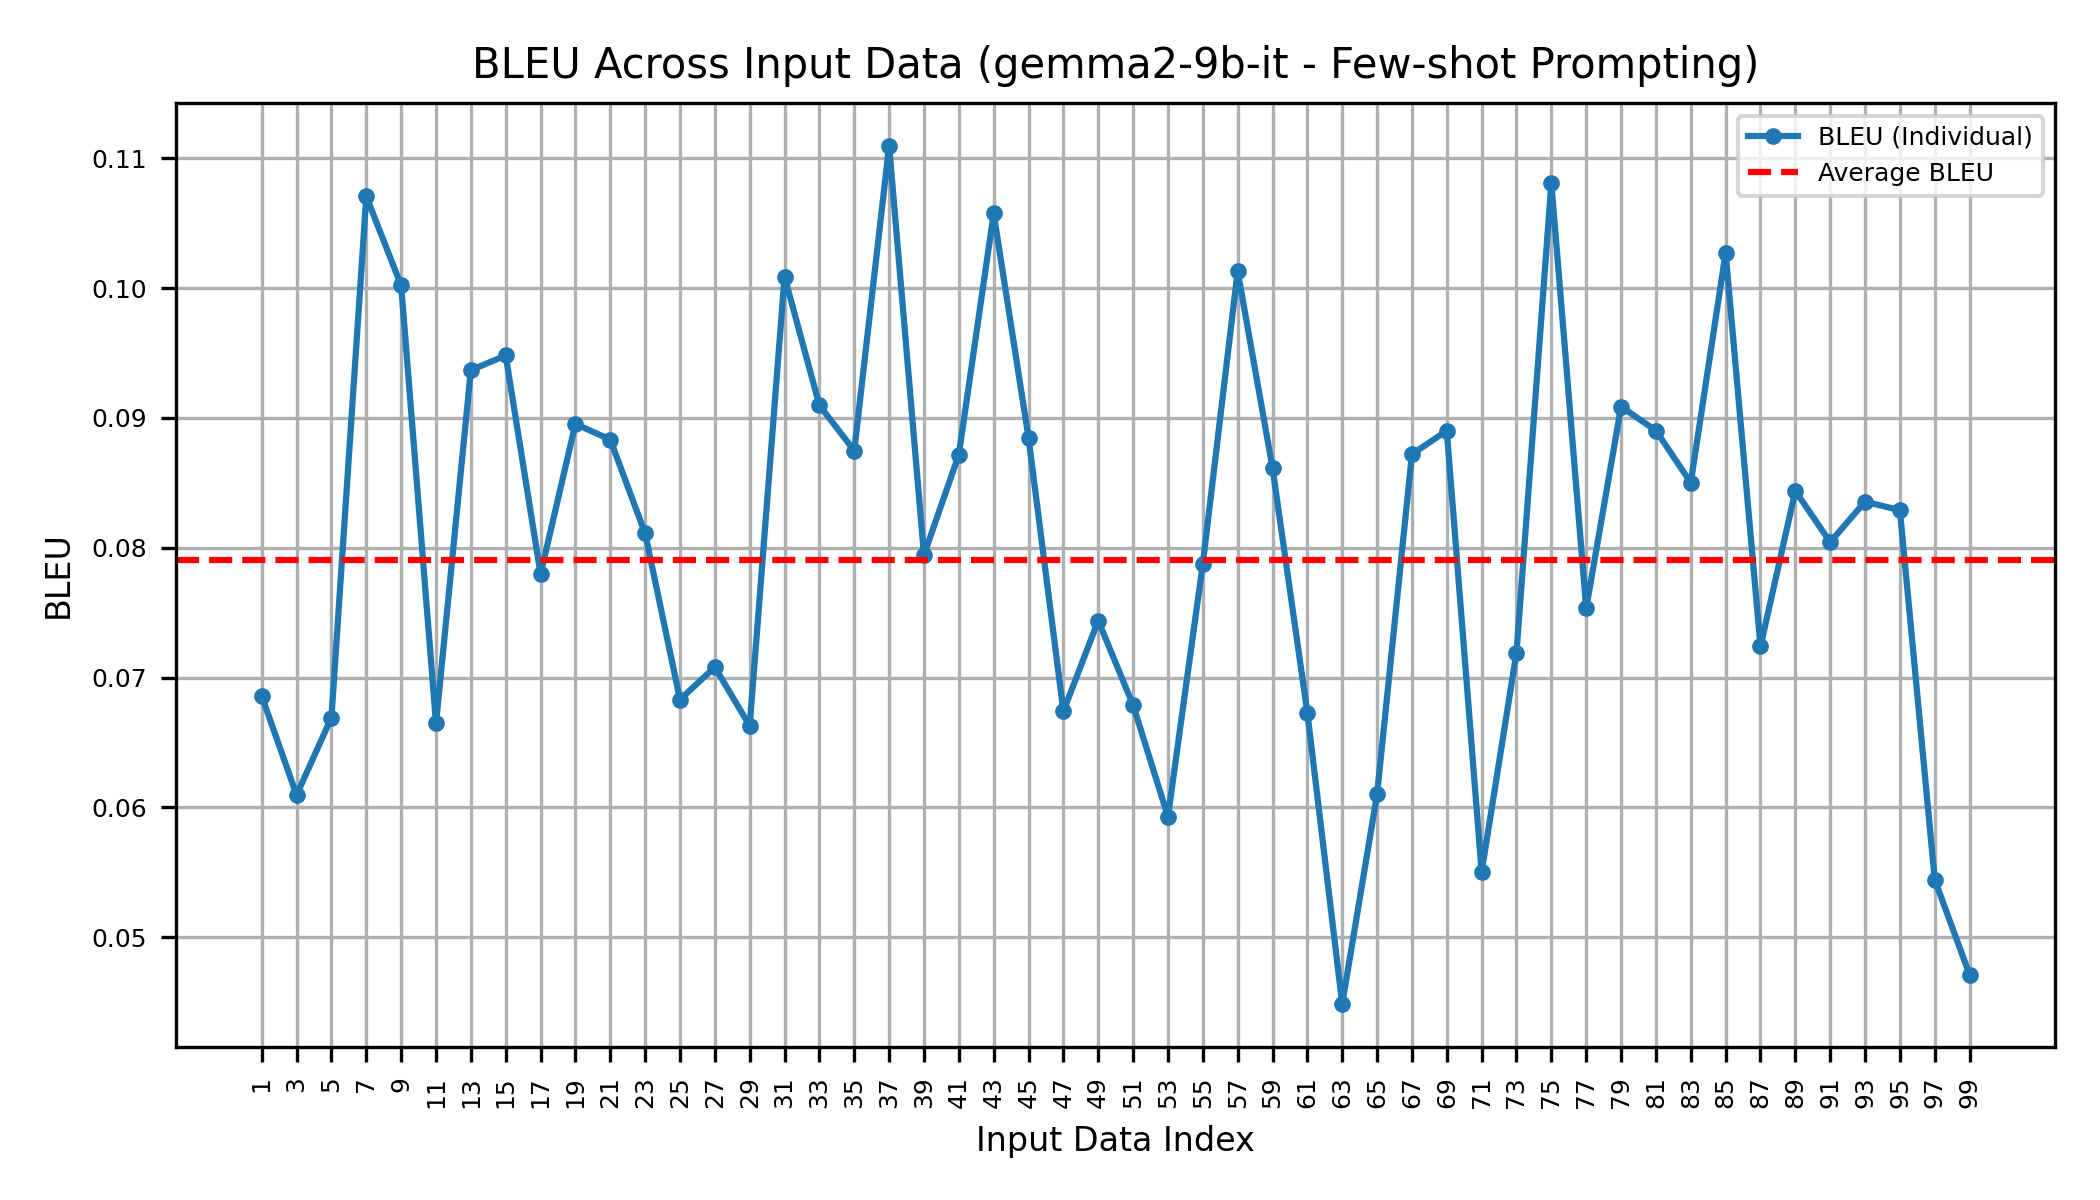 BLEU Across Input Data (gemma2-9b-it - Few-shot Prompting)
BLEU (Individual)
Average BLEU
BLEU
0.11
0.10
0.09
0.08
0.07
0.06
0.05
1 3 5 7 9 11 13 15 17 19 21 23 25 27 29 31 33 35 37 39 41 43 45 47 49 51 53 55 57 59 61 63 65 67 69 71 73 75 77 79 81 83 85 87 89 91 93 95 97 99
Input Data Index